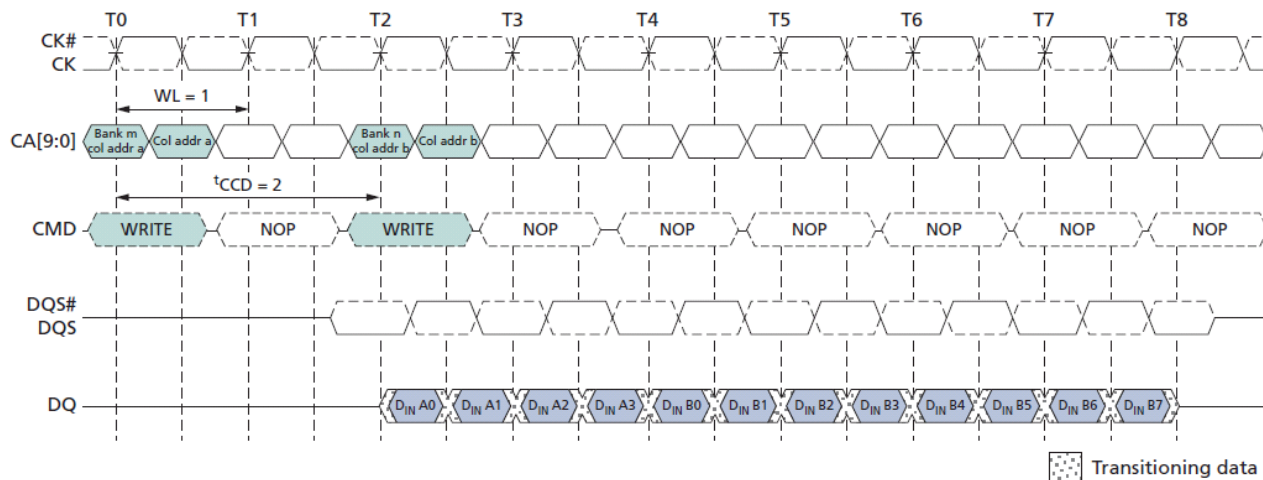 T0 T1 T2 T3 T4 T5 T6 T7 T8
CK#
CK
WL = 1
CA[9:0] Bank m col addr a Col addr a Bank n col addr b Col addr b
tCCD = 2
CMD WRITE NOP WRITE NOP NOP NOP NOP NOP NOP
DQS#
DQS
DQ DIN A0 DIN A1 DIN A2 DIN A3 DIN B0 DIN B1 DIN B2 DIN B3 DIN B4 DIN B5 DIN B6 DIN B7
Transitioning data